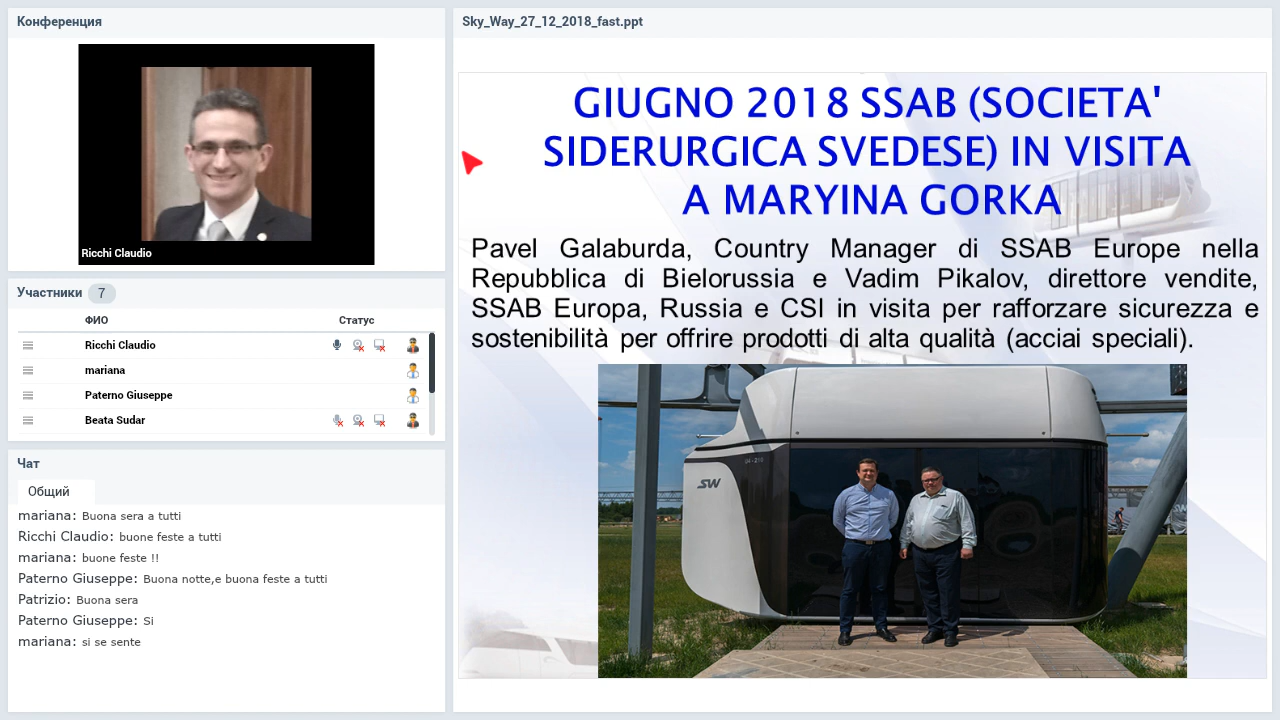 Конференция
Ricchi Claudio
Участники 7
ФИО Статус
Ricchi Claudio
mariana
Paterno Giuseppe
Beata Sudar
Чат
Общий
mariana: Buona sera a tutti
Ricchi Claudio: buone feste a tutti
mariana: buone feste !!
Paterno Giuseppe: Buona notte,e buona feste a tutti
Patrizio: Buona sera
Paterno Giuseppe: Si
mariana: si se sente
Sky_Way_27_12_2018_fast.ppt
GIUGNO 2018 SSAB (SOCIETA'
SIDERURGICA SVEDESE) IN VISITA
A MARYINA GORKA
Pavel Galaburda, Country Manager di SSAB Europe nella
Repubblica di Bielorussia e Vadim Pikalov, direttore vendite,
SSAB Europa, Russia e CSI in visita per rafforzare sicurezza e
sostenibilità per offrire prodotti di alta qualità (acciai speciali).
SW